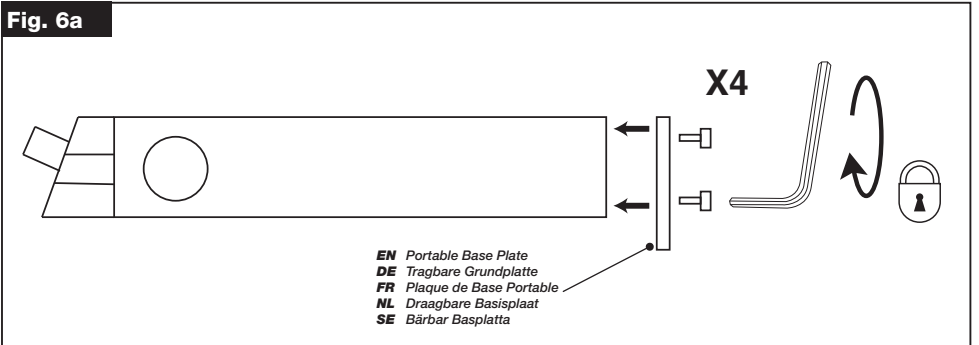 Fig. 6a
X4
EN Portable Base Plate
DE Tragbare Grundplatte
FR Plaque de Base Portable
NL Draagbare Basisplaat
SE Bärbar Basplatta